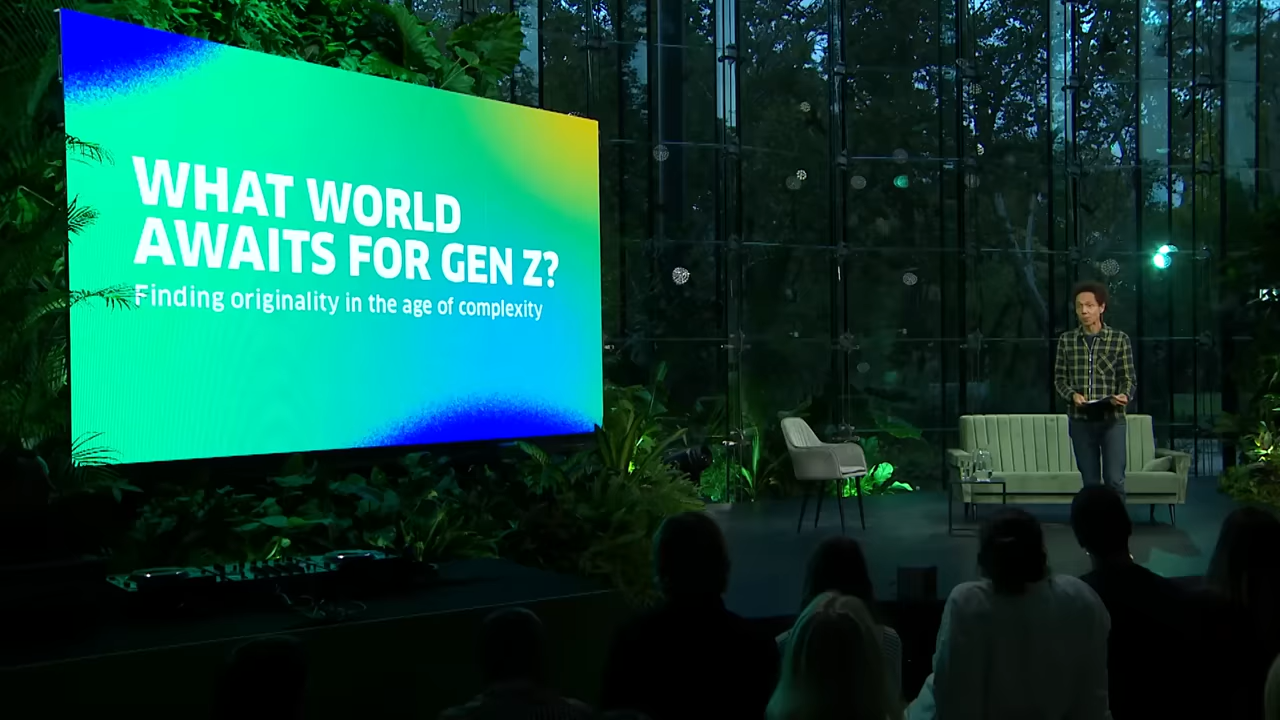 WHAT WORLD
AWAITS FOR GEN Z?
Finding originality in the age of complexity